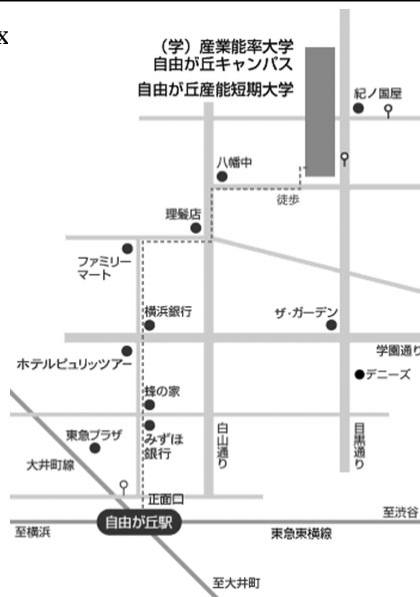 x
(学)産業能率大学
自由が丘キャンパス
自由が丘産能短期大学
紀ノ国屋
八幡中
徒歩
理髪店
ファミリー
マート
横浜銀行
ザ・ガーデン
学園通り
ホテルピュリッツアー
デニーズ
蜂の家
みずほ
銀行
東急プラザ
白山通り
目黒通り
大井町線
正面口
自由が丘駅
至渋谷
至横浜
東急東横線
至大井町